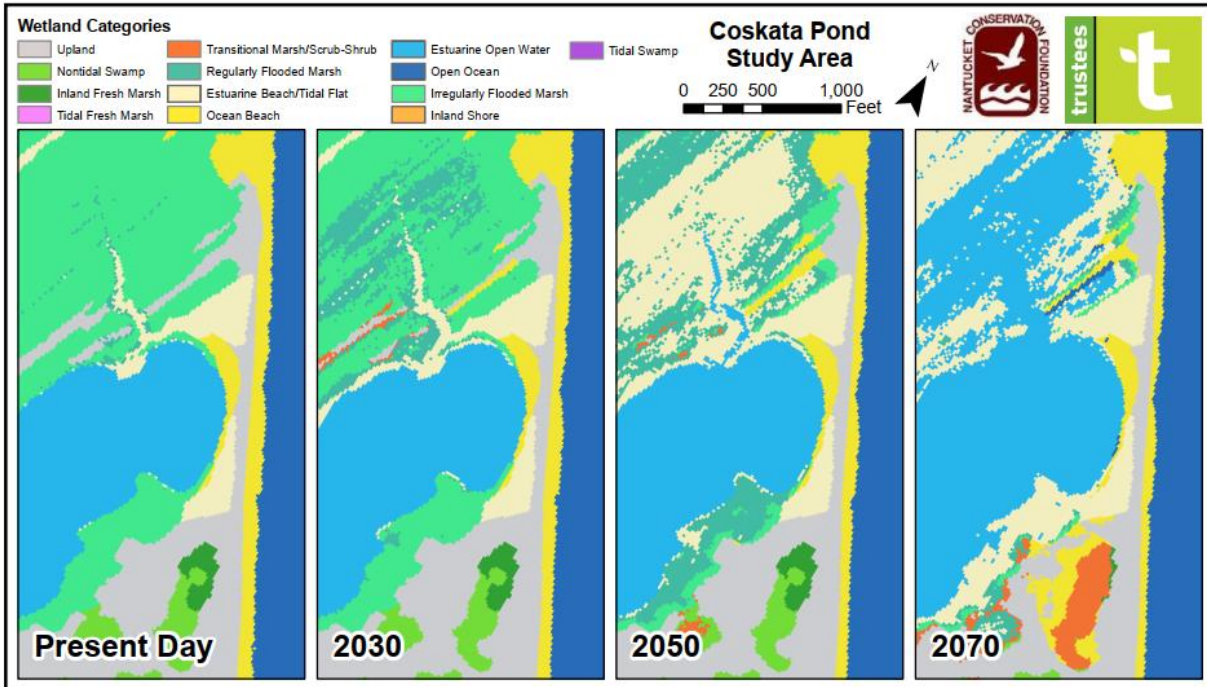 Wetland Categories
Upland
Nontidal Swamp
Inland Fresh Marsh
Tidal Fresh Marsh
Transitional Marsh/Scrub-Shrub
Regularly Flooded Marsh
Estuarine Beach/Tidal Flat
Ocean Beach
Estuarine Open Water
Open Ocean
Irregularly Flooded Marsh
Inland Shore
Tidal Swamp
Coskata Pond
Study Area
0 250 500 1,000
Feet
N
NANTUCKET CONSERVATION FOUNDATION
trustees
t
Present Day
2030
2050
2070